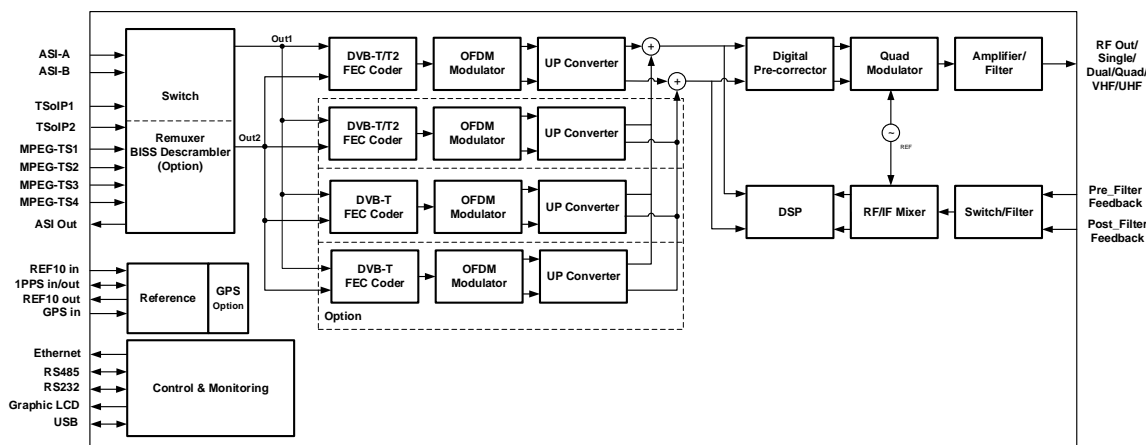 ASI-A
ASI-B
TSoIP1
TSoIP2
MPEG-TS1
MPEG-TS2
MPEG-TS3
MPEG-TS4
ASI Out
Switch
Remuxer
BISS Descrambler
(Option)
Out1
Out2
DVB-T/T2
FEC Coder
OFDM
Modulator
UP Converter
DVB-T/T2
FEC Coder
OFDM
Modulator
UP Converter
DVB-T
FEC Coder
OFDM
Modulator
UP Converter
DVB-T
FEC Coder
OFDM
Modulator
UP Converter
Option
+
+
Digital
Pre-corrector
Quad
Modulator
Amplifier/
Filter
RF Out/
Single/
Dual/Quad/
VHF/UHF
~
REF
DSP
RF/IF Mixer
Switch/Filter
Pre_Filter
Feedback
Post_Filter
Feedback
REF10 in
1PPS in/out
REF10 out
GPS in
Reference
GPS
Option
Ethernet
RS485
RS232
Graphic LCD
USB
Control & Monitoring